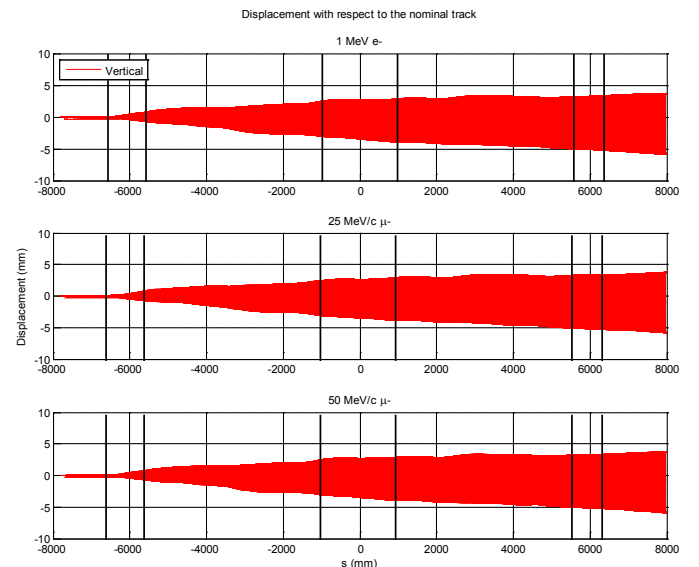 Displacement with respect to the nominal track
1 MeV e-
10
5
0
-5
-10
Vertical
-8000 -6000 -4000 -2000 0 2000 4000 6000 8000
25 MeV/c μ-
10
5
0
-5
-10
Displacement (mm)
-8000 -6000 -4000 -2000 0 2000 4000 6000 8000
50 MeV/c μ-
10
5
0
-5
-10
-8000 -6000 -4000 -2000 0 2000 4000 6000 8000
s (mm)